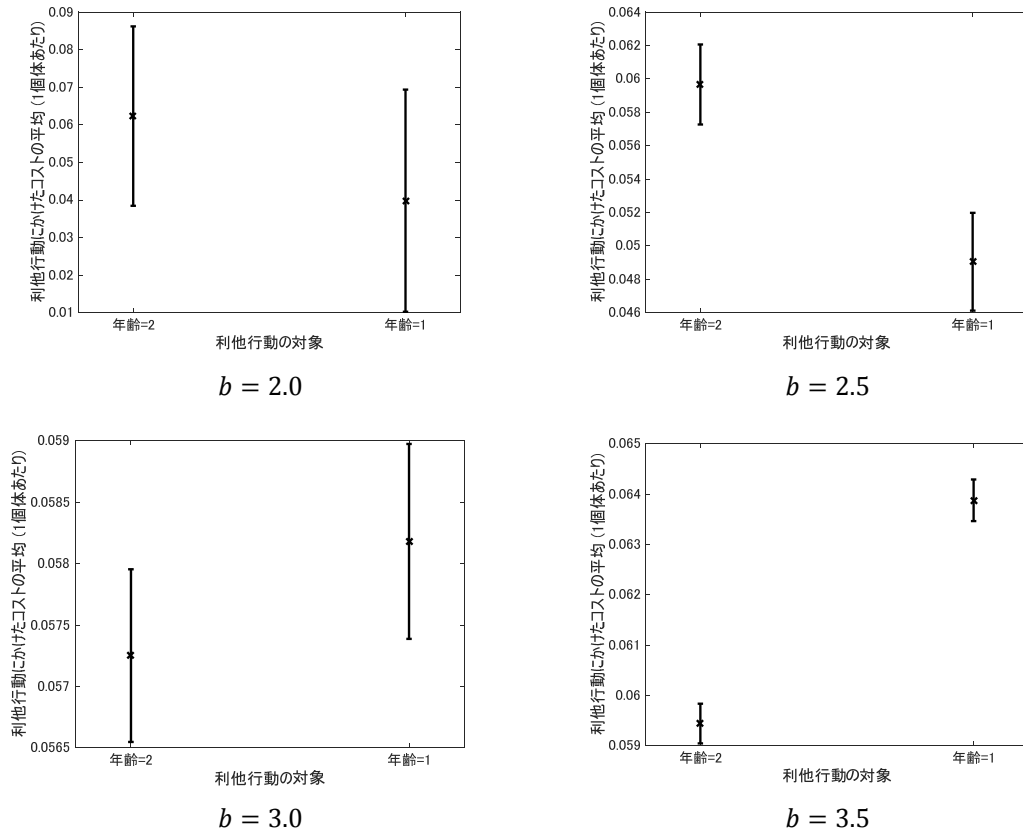 利他行動にかけたコストの平均 (1個体あたり)
0.09
0.08
0.07
0.06
0.05
0.04
0.03
0.02
0.01
年齢=2 年齢=1
利他行動の対象
b = 2.0
利他行動にかけたコストの平均 (1個体あたり)
0.064
0.062
0.06
0.058
0.056
0.054
0.052
0.05
0.048
0.046
年齢=2 年齢=1
利他行動の対象
b = 2.5
利他行動にかけたコストの平均 (1個体あたり)
0.059
0.0585
0.058
0.0575
0.057
0.0565
年齢=2 年齢=1
利他行動の対象
b = 3.0
利他行動にかけたコストの平均 (1個体あたり)
0.065
0.064
0.063
0.062
0.061
0.06
0.059
年齢=2 年齢=1
利他行動の対象
b = 3.5